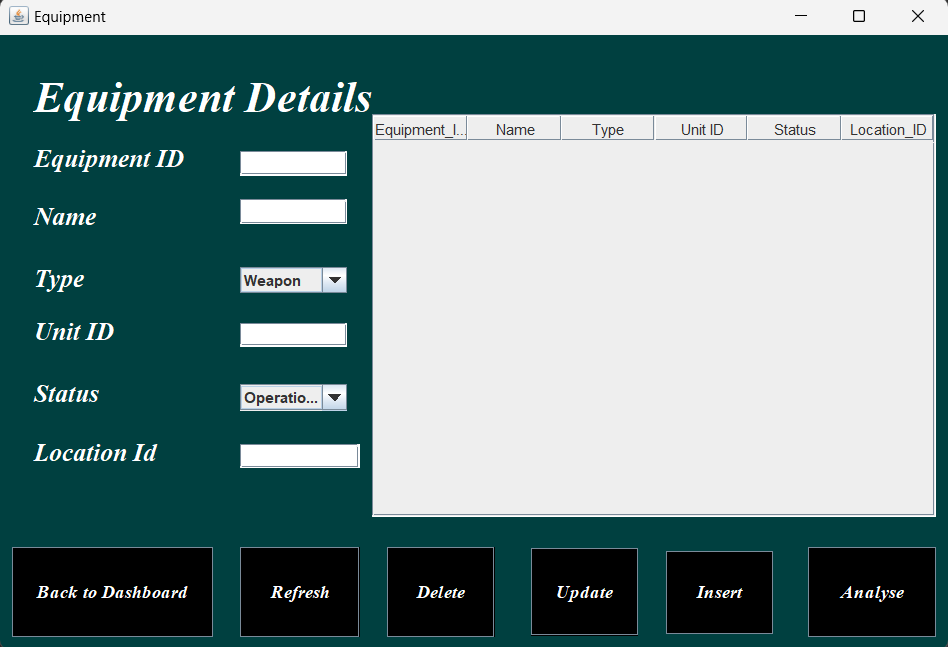 Equipment
Equipment Details
Equipment_I... Name Type Unit ID Status Location_ID
Equipment ID
Name
Type Weapon
Unit ID
Status Operatio...
Location Id
Back to Dashboard Refresh Delete Update Insert Analyse